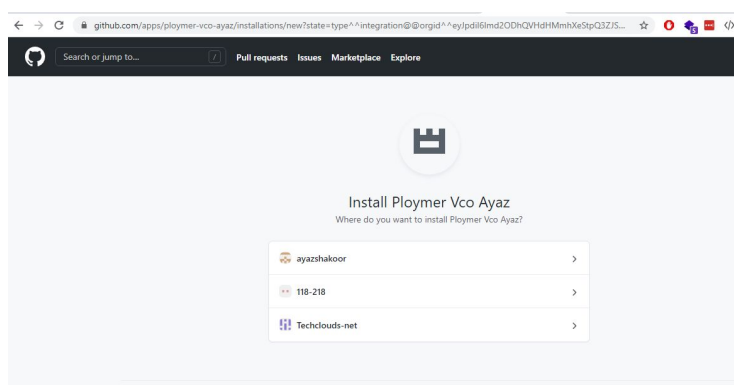 github.com/apps/ploymer-vco-ayaz/installations/new?state=type^^integration@@orgid^^eyJpdiI6Imd2ODhQVHdHMmhXeStpQ3ZJS...
5
Search or jump to... /
Pull requests Issues Marketplace Explore
Install Ploymer Vco Ayaz
Where do you want to install Ploymer Vco Ayaz?
ayazshakoor
118-218
Techclouds-net